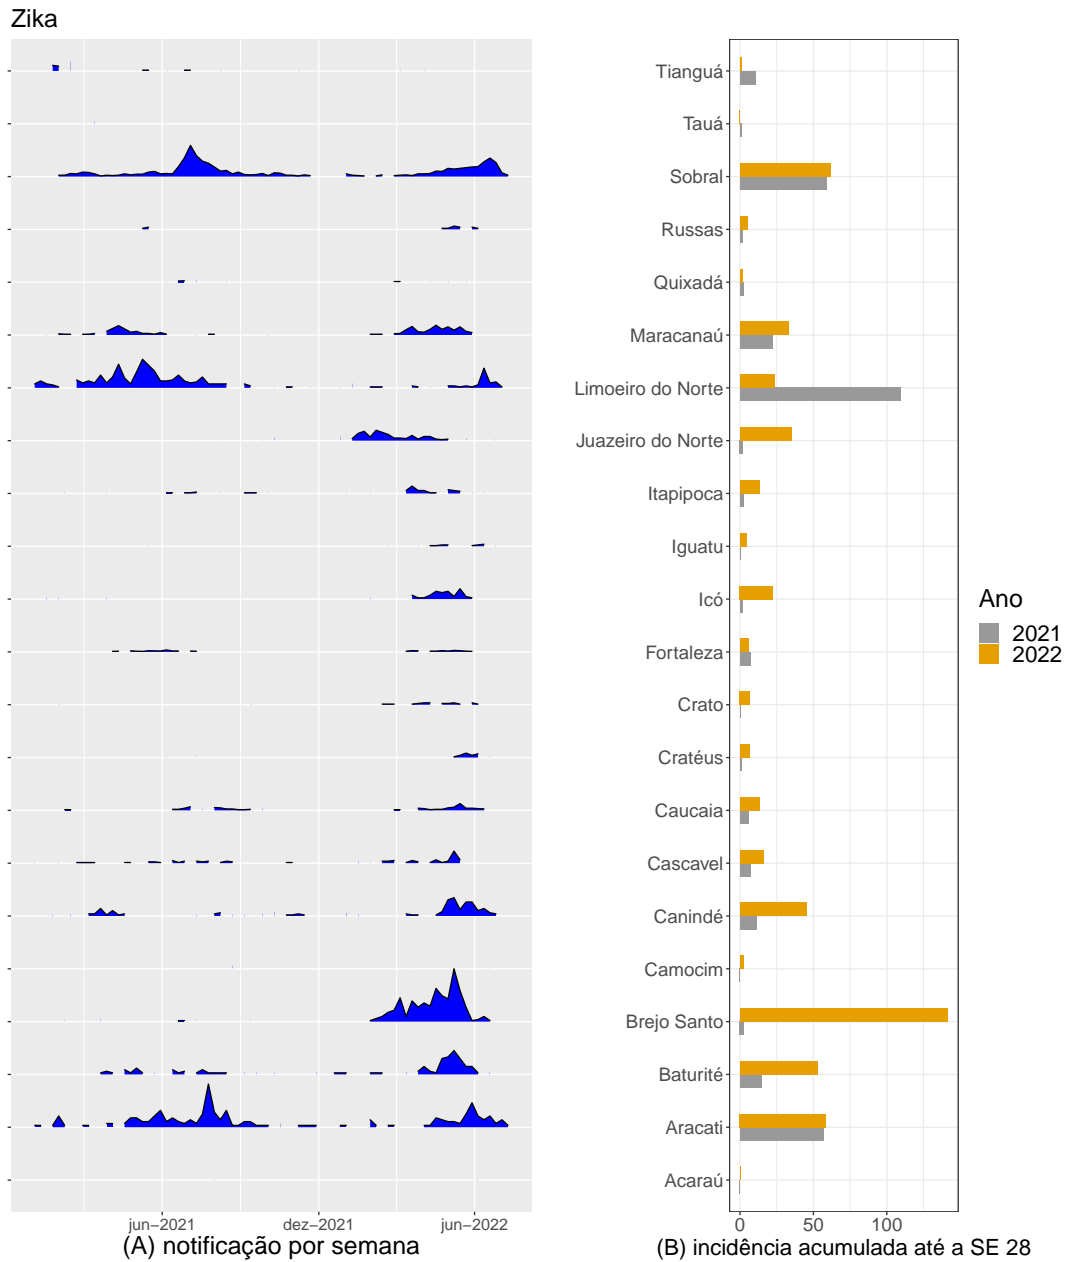 Zika
Tianguá
Tauá
Sobral
Russas
Quixadá
Maracanaú
Limoeiro do Norte
Juazeiro do Norte
Itapipoca
Iguatu
Icó
Fortaleza
Crato
Cratéus
Caucaia
Cascavel
Canindé
Camocim
Brejo Santo
Baturité
Aracati
Acaraú
Ano
2021
2022
jun−2021 dez−2021 jun−2022
0 50 100
(A) notificação por semana
(B) incidência acumulada até a SE 28